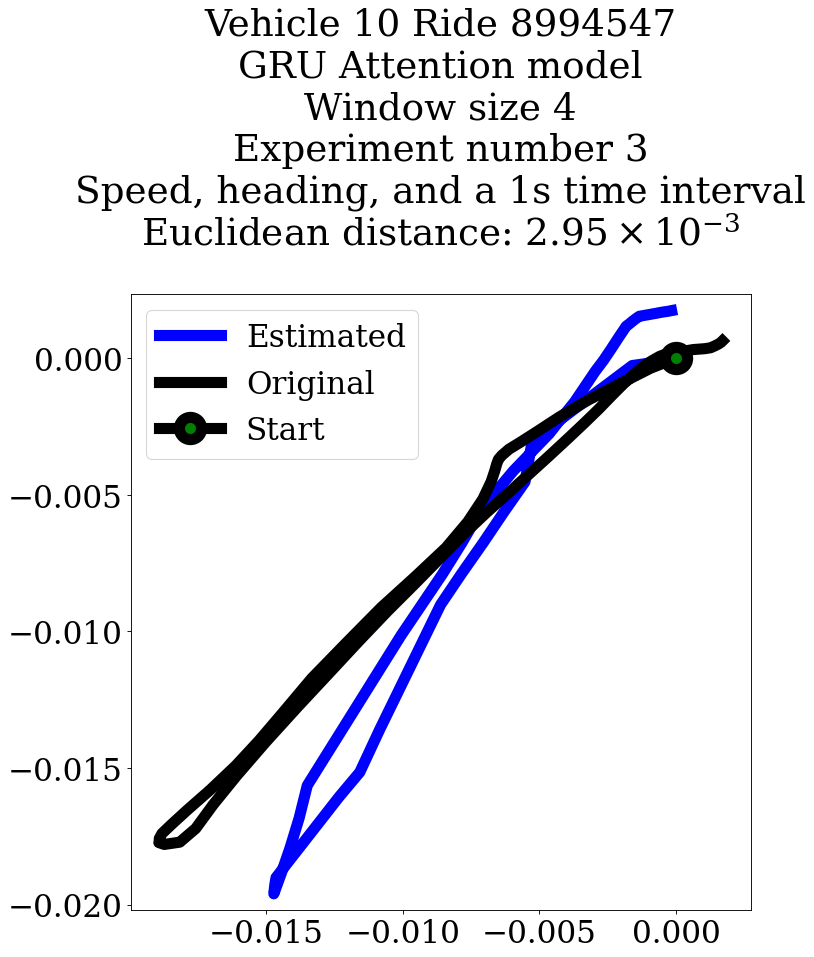 Vehicle 10 Ride 8994547
GRU Attention model
Window size 4
Experiment number 3
Speed, heading, and a 1s time interval
Euclidean distance: 2.95 × 10⁻³
Estimated
Original
Start
0.000
−0.005
−0.010
−0.015
−0.020
−0.015 −0.010 −0.005 0.000